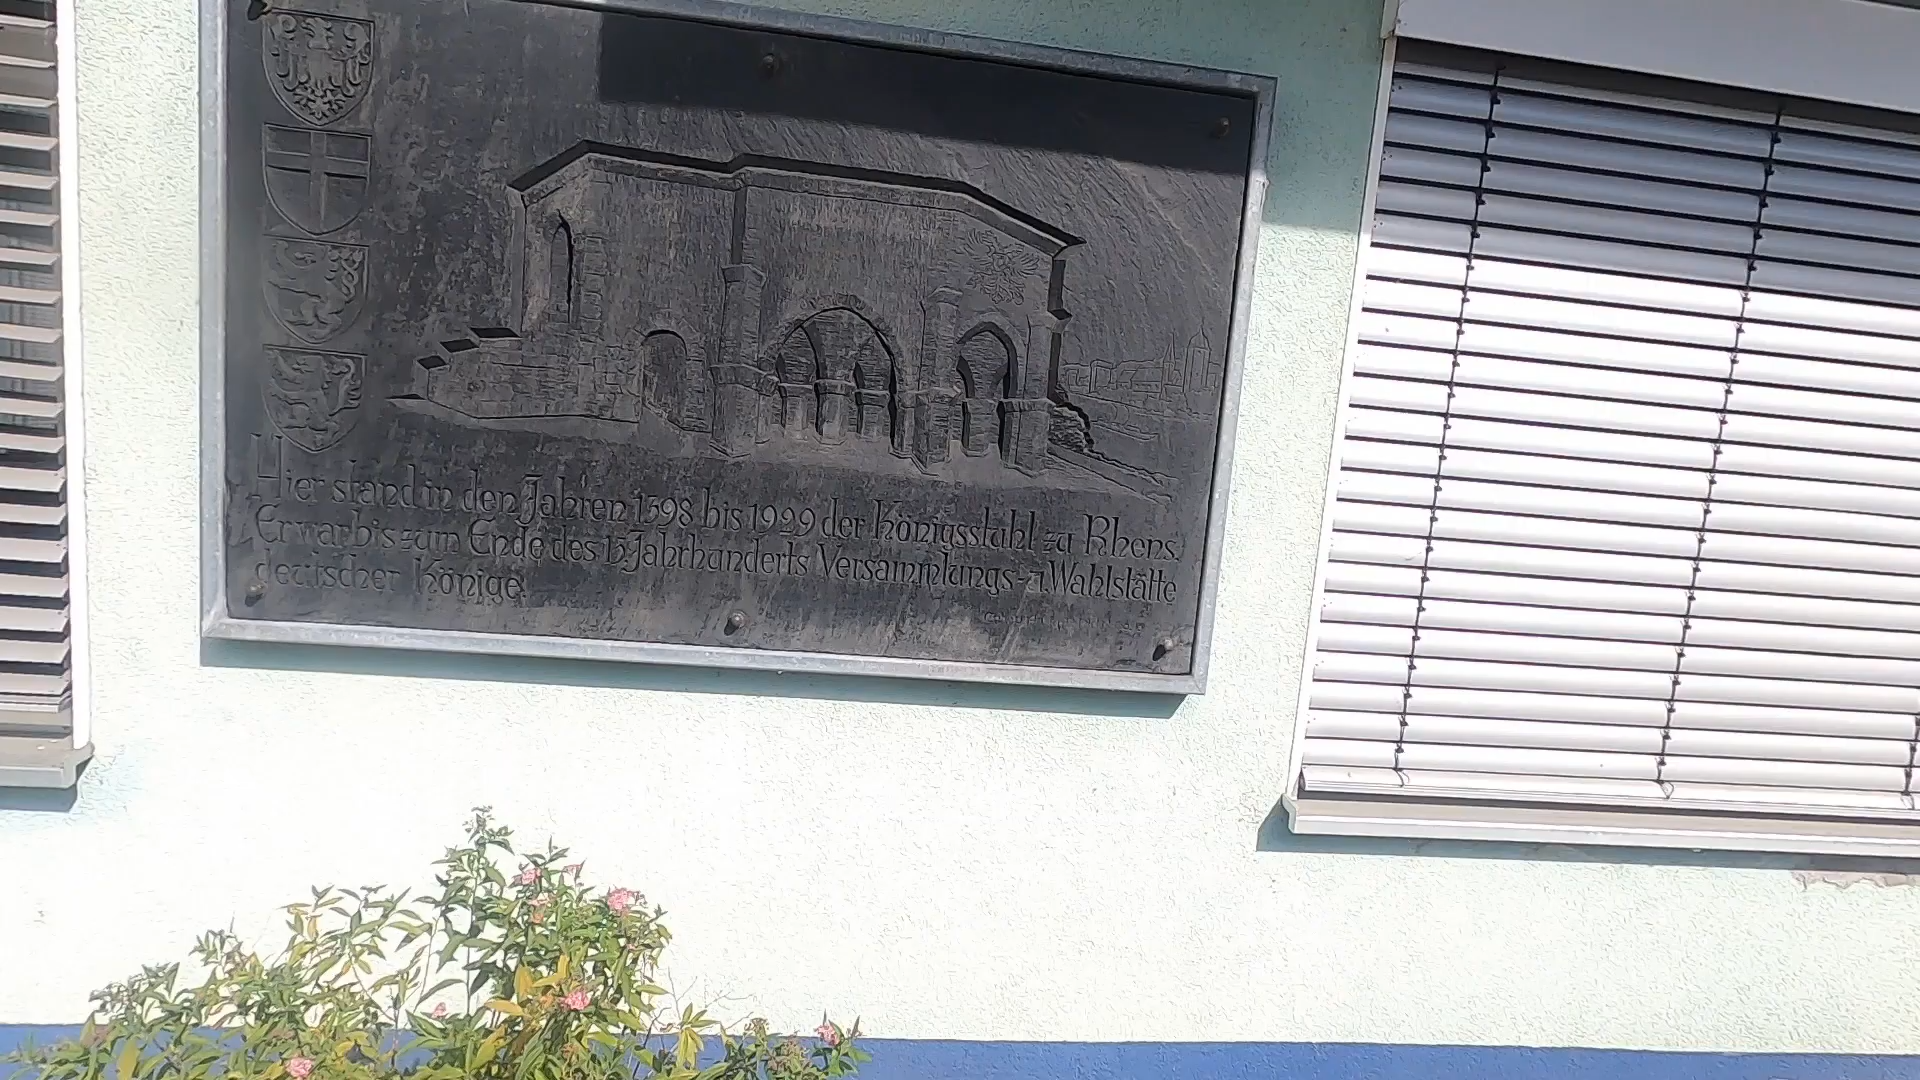 Hier stand in den Jahren 1398 bis 1929 der Königsstuhl zu Rhens.
Er war bis zum Ende des 15. Jahrhunderts Versammlungs- u. Wahlstätte
deutscher Könige.